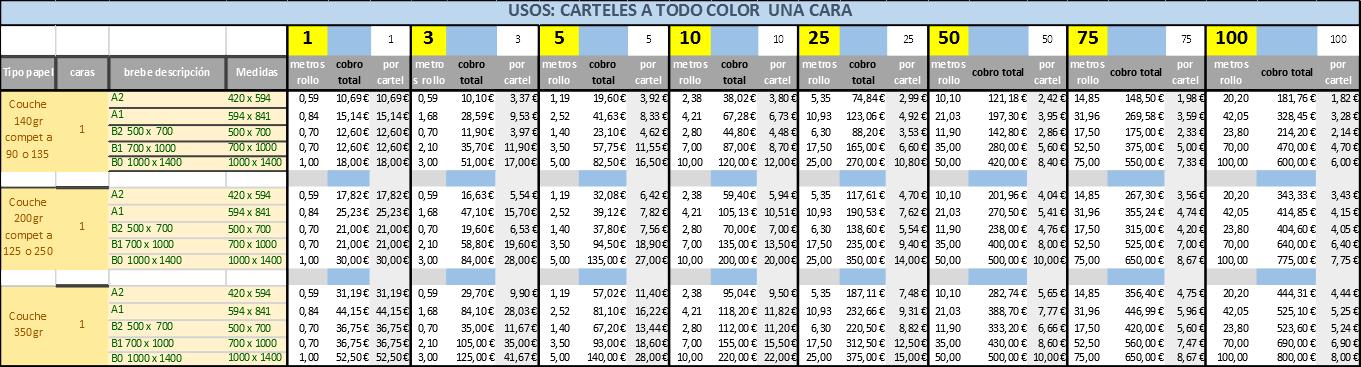 USOS: CARTELES A TODO COLOR UNA CARA
1 1 3 3 5 5 10 10 25 25 50 50 75 75 100 100
Tipo papel caras brebe descripción Medidas metros rollo cobro total por cartel metros rollo cobro total por cartel metros rollo cobro total por cartel metros rollo cobro total por cartel metros rollo cobro total por cartel metros rollo cobro total por cartel metros rollo cobro total por cartel metros rollo cobro total por cartel
Couche 140gr compet a 90 o 135 1
A2 420 x 594 0,59 10,69€ 10,69€ 0,59 10,10€ 3,37€ 1,19 19,60€ 3,92€ 2,38 38,02€ 3,80€ 5,35 74,84€ 2,99€ 10,10 121,18€ 2,42€ 14,85 148,50€ 1,98€ 20,20 181,76€ 1,82€
A1 594 x 841 0,84 15,14€ 15,14€ 1,68 28,59€ 9,53€ 2,52 41,63€ 8,33€ 4,21 67,28€ 6,73€ 10,93 123,06€ 4,92€ 21,03 197,30€ 3,95€ 31,96 269,58€ 3,59€ 42,05 328,45€ 3,28€
B2 500 x 700 500 x 700 0,70 12,60€ 12,60€ 0,70 11,90€ 3,97€ 1,40 23,10€ 4,62€ 2,80 44,80€ 4,48€ 6,30 88,20€ 3,53€ 11,90 142,80€ 2,86€ 17,50 175,00€ 2,33€ 23,80 214,20€ 2,14€
B1 700 x 1000 700 x 1000 0,70 12,60€ 12,60€ 2,10 35,70€ 11,90€ 3,50 57,75€ 11,55€ 7,00 87,00€ 8,70€ 17,50 165,00€ 6,60€ 35,00 280,00€ 5,60€ 52,50 375,00€ 5,00€ 70,00 470,00€ 4,70€
B0 1000 x 1400 1000 x 1400 1,00 18,00€ 18,00€ 3,00 51,00€ 17,00€ 5,00 82,50€ 16,50€ 10,00 120,00€ 12,00€ 25,00 270,00€ 10,80€ 50,00 420,00€ 8,40€ 75,00 550,00€ 7,33€ 100,00 600,00€ 6,00€
Couche 200gr compet a 125 o 250 1
A2 420 x 594 0,59 17,82€ 17,82€ 0,59 16,63€ 5,54€ 1,19 32,08€ 6,42€ 2,38 59,40€ 5,94€ 5,35 117,61€ 4,70€ 10,10 201,96€ 4,04€ 14,85 267,30€ 3,56€ 20,20 343,33€ 3,43€
A1 594 x 841 0,84 25,23€ 25,23€ 1,68 47,10€ 15,70€ 2,52 39,12€ 7,82€ 4,21 105,13€ 10,51€ 10,93 190,53€ 7,62€ 21,03 270,50€ 5,41€ 31,96 355,24€ 4,74€ 42,05 414,85€ 4,15€
B2 500 x 700 500 x 700 0,70 21,00€ 21,00€ 0,70 19,60€ 6,53€ 1,40 37,80€ 7,56€ 2,80 70,00€ 7,00€ 6,30 138,60€ 5,54€ 11,90 238,00€ 4,76€ 17,50 315,00€ 4,20€ 23,80 404,60€ 4,05€
B1 700 x 1000 700 x 1000 0,70 21,00€ 21,00€ 2,10 58,80€ 19,60€ 3,50 94,50€ 18,90€ 7,00 135,00€ 13,50€ 17,50 235,00€ 9,40€ 35,00 400,00€ 8,00€ 52,50 525,00€ 7,00€ 70,00 640,00€ 6,40€
B0 1000 x 1400 1000 x 1400 1,00 30,00€ 30,00€ 3,00 84,00€ 28,00€ 5,00 135,00€ 27,00€ 10,00 200,00€ 20,00€ 25,00 350,00€ 14,00€ 50,00 500,00€ 10,00€ 75,00 650,00€ 8,67€ 100,00 775,00€ 7,75€
Couche 350gr 1
A2 420 x 594 0,59 31,19€ 31,19€ 0,59 29,70€ 9,90€ 1,19 57,02€ 11,40€ 2,38 95,04€ 9,50€ 5,35 187,11€ 7,48€ 10,10 282,74€ 5,65€ 14,85 356,40€ 4,75€ 20,20 444,31€ 4,44€
A1 594 x 841 0,84 44,15€ 44,15€ 1,68 84,10€ 28,03€ 2,52 81,10€ 16,22€ 4,21 118,20€ 11,82€ 10,93 232,66€ 9,31€ 21,03 388,70€ 7,77€ 31,96 446,99€ 5,96€ 42,05 525,10€ 5,25€
B2 500 x 700 500 x 700 0,70 36,75€ 36,75€ 0,70 35,00€ 11,67€ 1,40 67,20€ 13,44€ 2,80 112,00€ 11,20€ 6,30 220,50€ 8,82€ 11,90 333,20€ 6,66€ 17,50 420,00€ 5,60€ 23,80 523,60€ 5,24€
B1 700 x 1000 700 x 1000 0,70 36,75€ 36,75€ 2,10 105,00€ 35,00€ 3,50 93,00€ 18,60€ 7,00 155,00€ 15,50€ 17,50 312,50€ 12,50€ 35,00 430,00€ 8,60€ 52,50 560,00€ 7,47€ 70,00 690,00€ 6,90€
B0 1000 x 1400 1000 x 1400 1,00 52,50€ 52,50€ 3,00 125,00€ 41,67€ 5,00 140,00€ 28,00€ 10,00 220,00€ 22,00€ 25,00 375,00€ 15,00€ 50,00 500,00€ 10,00€ 75,00 650,00€ 8,67€ 100,00 800,00€ 8,00€